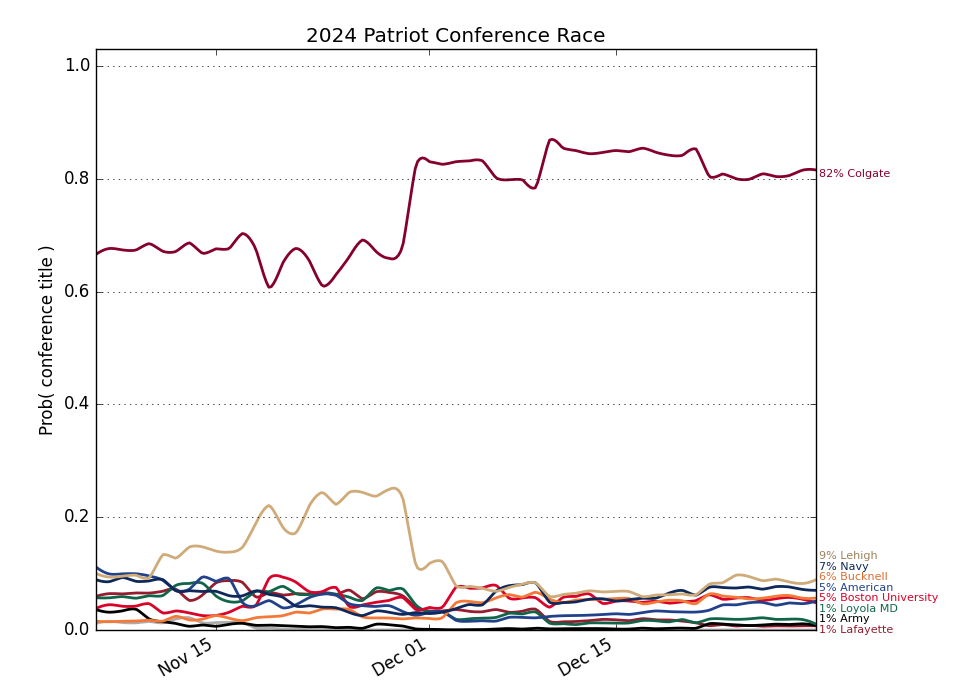 2024 Patriot Conference Race
Prob( conference title )
1.0
0.8
0.6
0.4
0.2
0.0
Nov 15
Dec 01
Dec 15
82% Colgate
9% Lehigh
7% Navy
6% Bucknell
5% American
5% Boston University
1% Loyola MD
1% Army
1% Lafayette